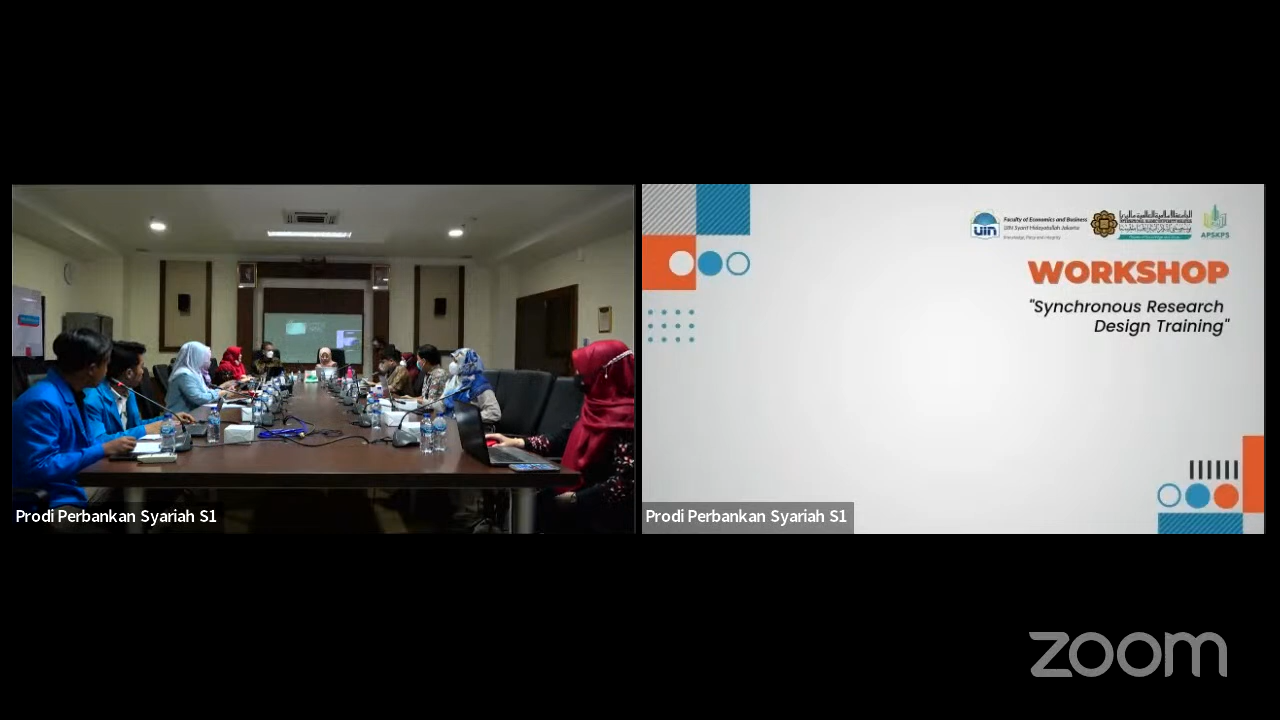 Prodi Perbankan Syariah S1
uin
Faculty of Economics and Business
UIN Syarif Hidayatullah Jakarta
APSKPS
WORKSHOP
"Synchronous Research
Design Training"
Prodi Perbankan Syariah S1
zoom